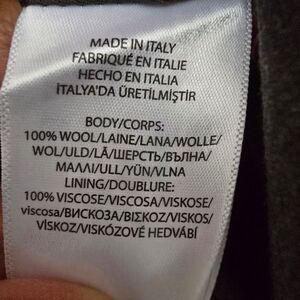 MADE IN ITALY
FABRIQUÉ EN ITALIE
HECHO EN ITALIA
İTALYA'DA ÜRETİLMİŞTİR
BODY/CORPS:
100% WOOL/LAINE/LANA/WOLLE/
WOL/ULD/LÃ/ШЕРСТЬ/ВЪЛНА/
ΜΑΛΛΙ/ULL/YÜN/VLNA
LINING/DOUBLURE:
100% VISCOSE/VISCOSA/VISKOSE/
viscosa/ВИСКОЗА/ΒΙΣΚΟΖ/VISKOS/
VİSKOZ/VISKÓZOVÉ HEDVÁBÍ